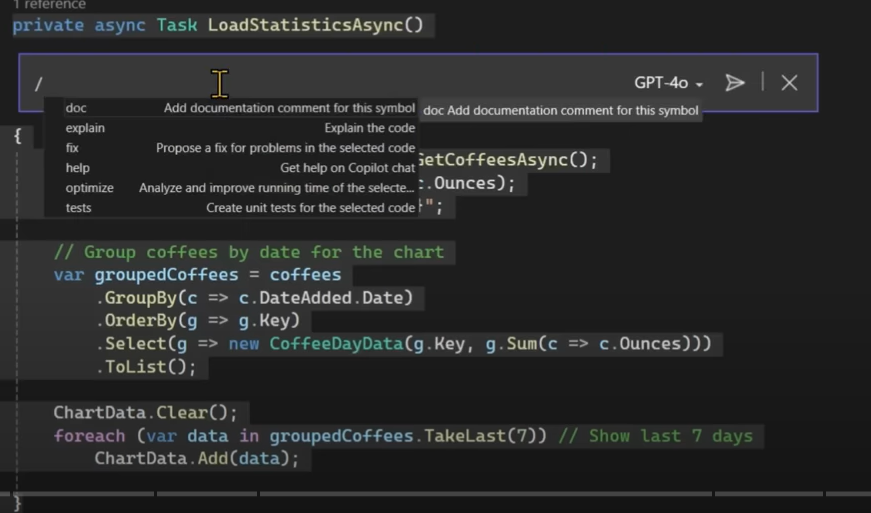 1 reference
private async Task LoadStatisticsAsync()
/
GPT-4o
doc Add documentation comment for this symbol
doc Add documentation comment for this symbol
explain Explain the code
{
fix Propose a fix for problems in the selected code
GetCoffeesAsync();
help Get help on Copilot chat
c.Ounces);
optimize Analyze and improve running time of the selecte...
}";
tests Create unit tests for the selected code
// Group coffees by date for the chart
var groupedCoffees = coffees
.GroupBy(c => c.DateAdded.Date)
.OrderBy(g => g.Key)
.Select(g => new CoffeeDayData(g.Key, g.Sum(c => c.Ounces)))
.ToList();
ChartData.Clear();
foreach (var data in groupedCoffees.TakeLast(7)) // Show last 7 days
ChartData.Add(data);
}